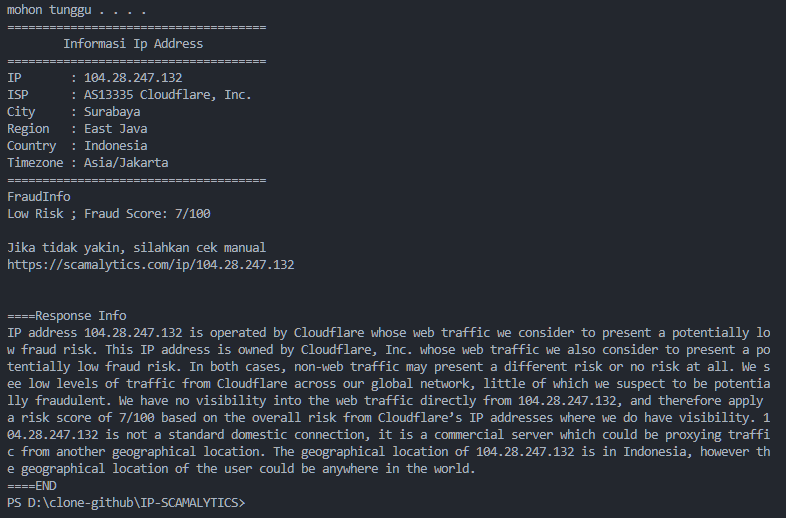 mohon tunggu . . . .
=====================================
Informasi Ip Address
=====================================
IP       : 104.28.247.132
ISP      : AS13335 Cloudflare, Inc.
City     : Surabaya
Region   : East Java
Country  : Indonesia
Timezone : Asia/Jakarta
=====================================
FraudInfo
Low Risk ; Fraud Score: 7/100
Jika tidak yakin, silahkan cek manual
https://scamalytics.com/ip/104.28.247.132
====Response Info
IP address 104.28.247.132 is operated by Cloudflare whose web traffic we consider to present a potentially lo
w fraud risk. This IP address is owned by Cloudflare, Inc. whose web traffic we also consider to present a po
tentially low fraud risk. In both cases, non-web traffic may present a different risk or no risk at all. We s
ee low levels of traffic from Cloudflare across our global network, little of which we suspect to be potentia
lly fraudulent. We have no visibility into the web traffic directly from 104.28.247.132, and therefore apply
a risk score of 7/100 based on the overall risk from Cloudflare’s IP addresses where we do have visibility. 1
04.28.247.132 is not a standard domestic connection, it is a commercial server which could be proxying traffi
c from another geographical location. The geographical location of 104.28.247.132 is in Indonesia, however th
e geographical location of the user could be anywhere in the world.
====END
PS D:\clone-github\IP-SCAMALYTICS>